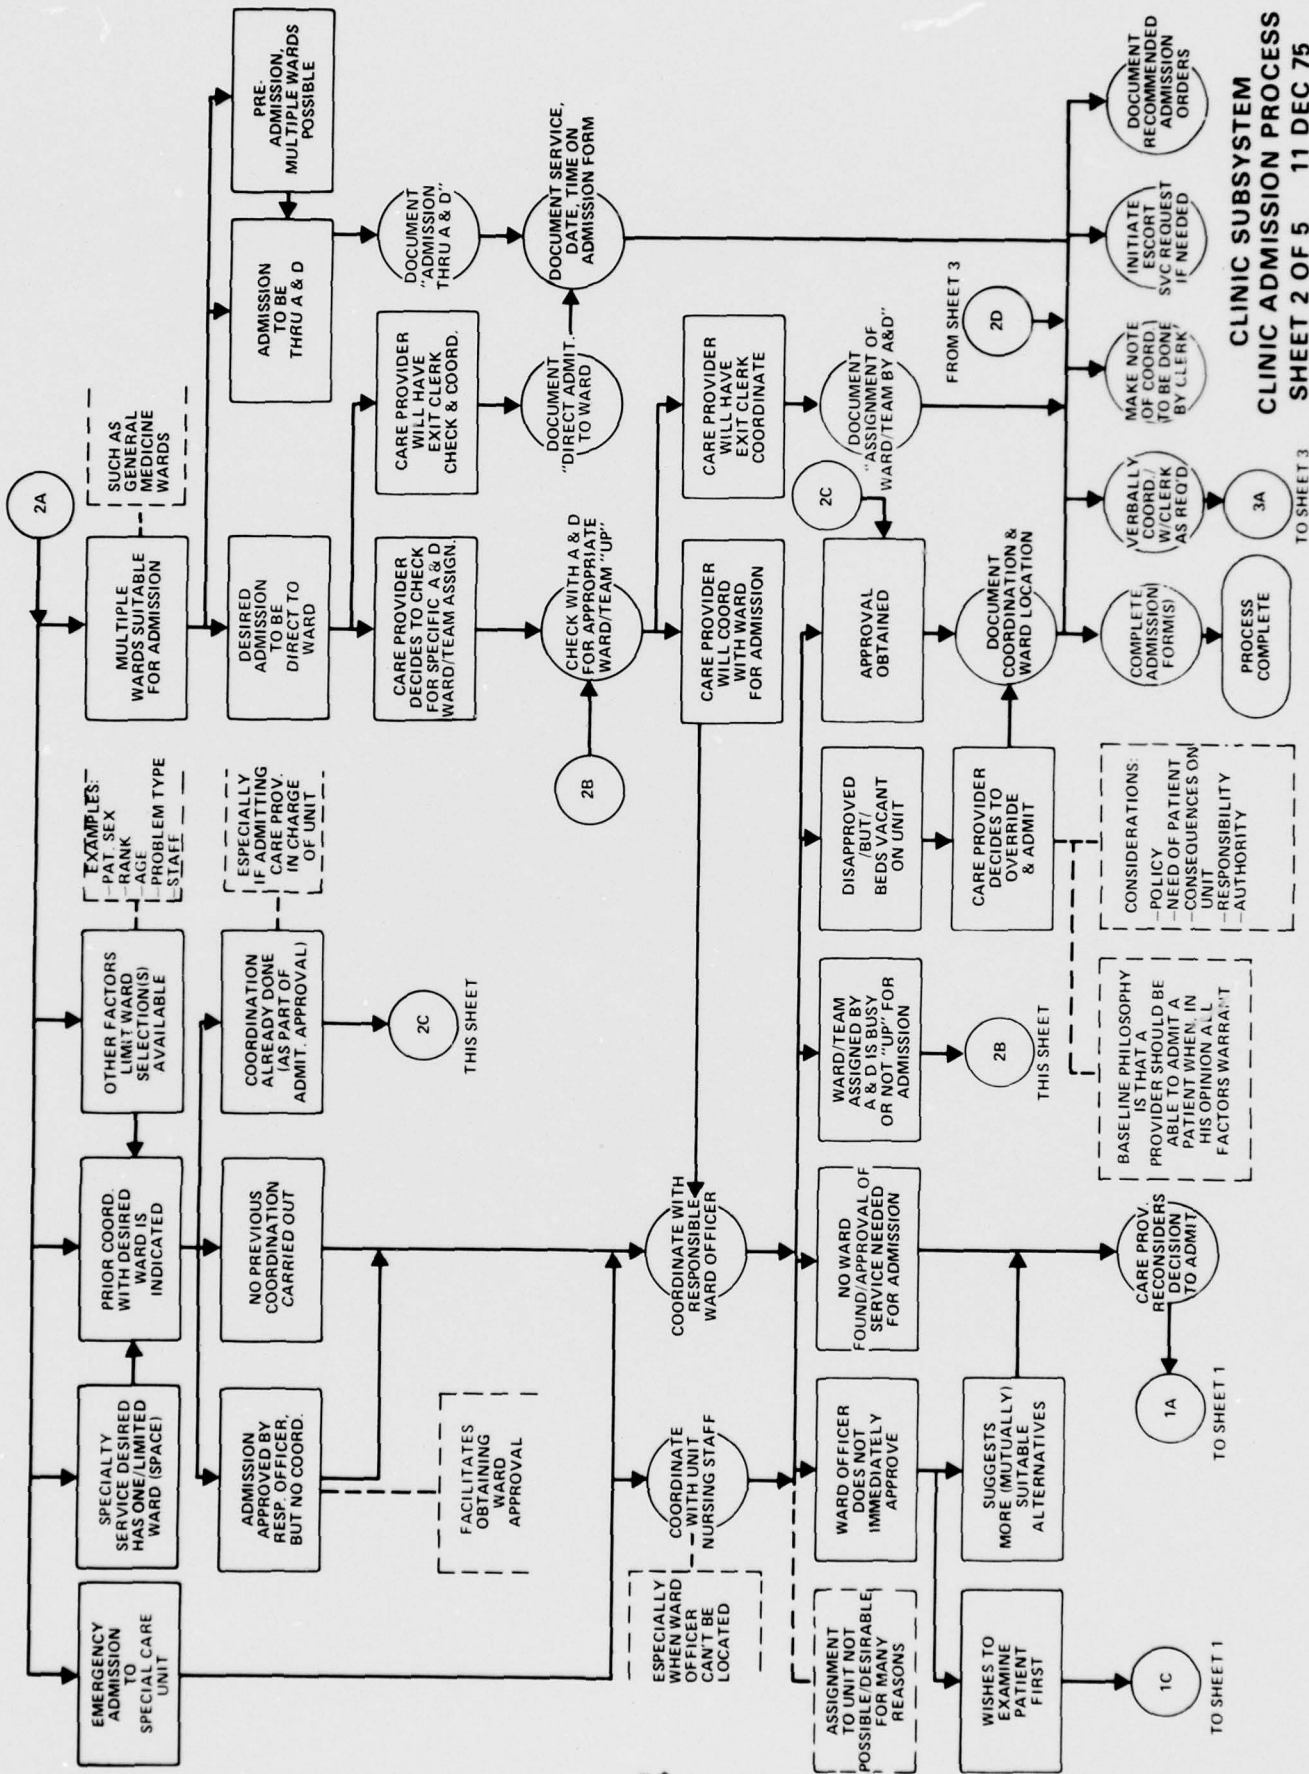 2A
EMERGENCY
ADMISSION
TO
SPECIAL CARE
UNIT
SPECIALTY
SERVICE DESIRED
HAS ONE/LIMITED
WARD (SPACE)
PRIOR COORD.
WITH DESIRED
WARD IS
INDICATED
OTHER FACTORS
LIMIT WARD
SELECTION(S)
AVAILABLE
EXAMPLES:
—PAT. SEX
—RANK
—AGE
—PROBLEM TYPE
—STAFF
MULTIPLE
WARDS SUITABLE
FOR ADMISSION
SUCH AS
GENERAL
MEDICINE
WARDS
ADMISSION
APPROVED BY
RESP. OFFICER,
BUT NO COORD.
NO PREVIOUS
COORDINATION
CARRIED OUT
COORDINATION
ALREADY DONE
(AS PART OF
ADMIT. APPROVAL)
ESPECIALLY
IF ADMITTING
CARE PROV.
IN CHARGE
OF UNIT
DESIRED
ADMISSION
TO BE
DIRECT TO
WARD
ADMISSION
TO BE
THRU A & D
PRE-
ADMISSION,
MULTIPLE WARDS
POSSIBLE
FACILITATES
OBTAINING
WARD
APPROVAL
2C
THIS SHEET
CARE PROVIDER
DECIDES TO CHECK
FOR SPECIFIC A & D
WARD/TEAM ASSIGN.
CARE PROVIDER
WILL HAVE
EXIT CLERK
CHECK & COORD.
DOCUMENT
"ADMISSION
THRU A & D"
2B
CHECK WITH A & D
FOR APPROPRIATE
WARD/TEAM "UP"
DOCUMENT
"DIRECT ADMIT.
TO WARD
DOCUMENT SERVICE,
DATE, TIME ON
ADMISSION FORM
ESPECIALLY
WHEN WARD
OFFICER
CAN'T BE
LOCATED
COORDINATE
WITH UNIT
NURSING STAFF
COORDINATE WITH
RESPONSIBLE
WARD OFFICER
CARE PROVIDER
WILL COORD
WITH WARD
FOR ADMISSION
CARE PROVIDER
WILL HAVE
EXIT CLERK
COORDINATE
ASSIGNMENT
TO UNIT NOT
POSSIBLE/DESIRABLE
FOR MANY
REASONS
WARD OFFICER
DOES NOT
IMMEDIATELY
APPROVE
NO WARD
FOUND/APPROVAL OF
SERVICE NEEDED
FOR ADMISSION
WARD/TEAM
ASSIGNED BY
A & D IS BUSY
OR NOT "UP" FOR
ADMISSION
DISAPPROVED
/BUT/
BEDS VACANT
ON UNIT
APPROVAL
OBTAINED
2C
DOCUMENT
"ASSIGNMENT OF
WARD/TEAM BY A&D"
WISHES TO
EXAMINE
PATIENT
FIRST
SUGGESTS
MORE (MUTUALLY)
SUITABLE
ALTERNATIVES
2B
THIS SHEET
CARE PROVIDER
DECIDES TO
OVERRIDE
& ADMIT
DOCUMENT
COORDINATION &
WARD LOCATION
FROM SHEET 3
2D
1C
TO SHEET 1
1A
TO SHEET 1
CARE PROV.
RECONSIDERS
DECISION
TO ADMIT
BASELINE PHILOSOPHY
IS THAT A
PROVIDER SHOULD BE
ABLE TO ADMIT A
PATIENT WHEN, IN
HIS OPINION ALL
FACTORS WARRANT
CONSIDERATIONS:
—POLICY
—NEED OF PATIENT
—CONSEQUENCES ON
UNIT
—RESPONSIBILITY
—AUTHORITY
COMPLETE
ADMISSION
FORM(S)
VERBALLY
COORD./
W/CLERK
AS REQ'D.
MAKE NOTE
OF COORD.
TO BE DONE
BY CLERK
INITIATE
ESCORT
SVC REQUEST
IF NEEDED
DOCUMENT
RECOMMENDED
ADMISSION
ORDERS
PROCESS
COMPLETE
3A
TO SHEET 3
CLINIC SUBSYSTEM
CLINIC ADMISSION PROCESS
SHEET 2 OF 5 11 DEC 75